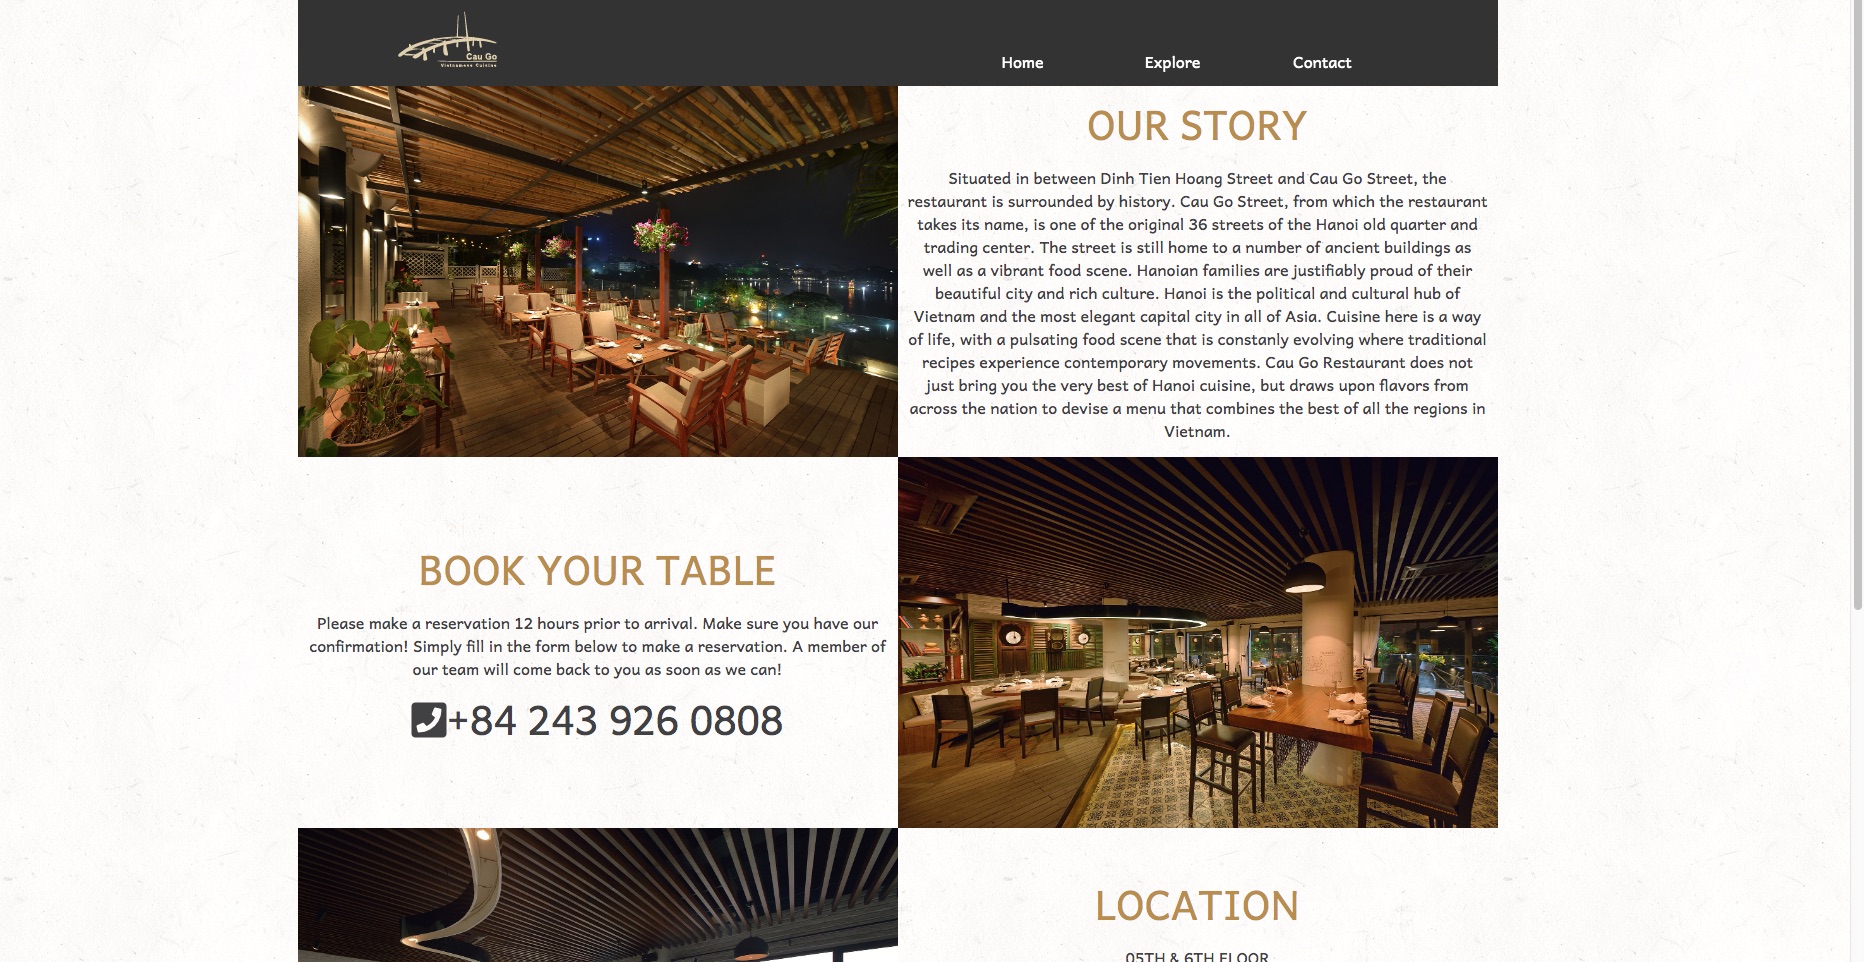 Cau Go
Vietnamese Cuisine
Home
Explore
Contact
OUR STORY
Situated in between Dinh Tien Hoang Street and Cau Go Street, the
restaurant is surrounded by history. Cau Go Street, from which the restaurant
takes its name, is one of the original 36 streets of the Hanoi old quarter and
trading center. The street is still home to a number of ancient buildings as
well as a vibrant food scene. Hanoian families are justifiably proud of their
beautiful city and rich culture. Hanoi is the political and cultural hub of
Vietnam and the most elegant capital city in all of Asia. Cuisine here is a way
of life, with a pulsating food scene that is constanly evolving where traditional
recipes experience contemporary movements. Cau Go Restaurant does not
just bring you the very best of Hanoi cuisine, but draws upon flavors from
across the nation to devise a menu that combines the best of all the regions in
Vietnam.
BOOK YOUR TABLE
Please make a reservation 12 hours prior to arrival. Make sure you have our
confirmation! Simply fill in the form below to make a reservation. A member of
our team will come back to you as soon as we can!
+84 243 926 0808
LOCATION
05TH & 6TH FLOOR